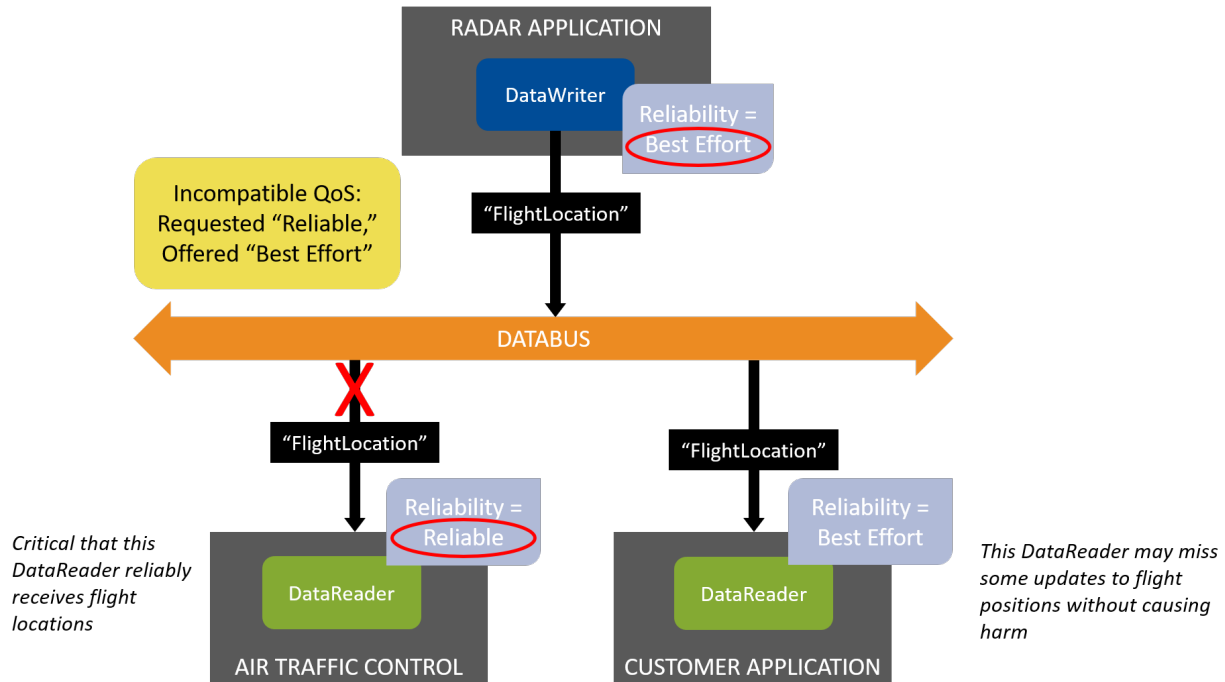 RADAR APPLICATION
DataWriter
Reliability =
Best Effort
Incompatible QoS:
Requested “Reliable,”
Offered “Best Effort”
“FlightLocation”
DATABUS
X
“FlightLocation”
“FlightLocation”
Reliability =
Reliable
Reliability =
Best Effort
Critical that this
DataReader reliably
receives flight
locations
DataReader
AIR TRAFFIC CONTROL
DataReader
CUSTOMER APPLICATION
This DataReader may miss
some updates to flight
positions without causing
harm